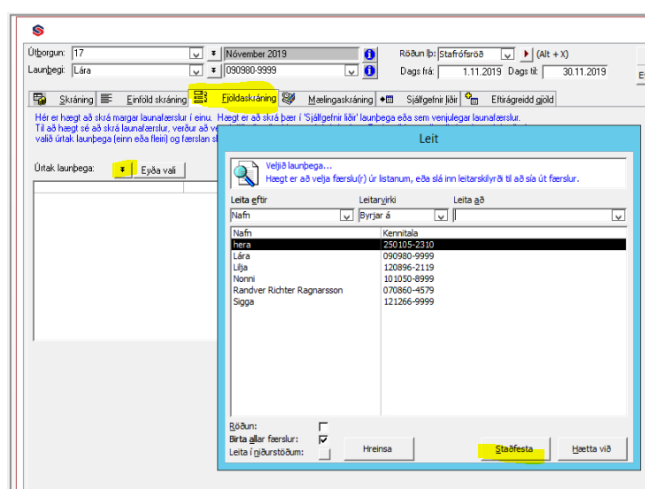 Útborgun: 17 Nóvember 2019 Röðun lþ: Stafrófsröð (Alt + X)
Launþegi: Lára 090980-9999 Dags frá: 1.11.2019 Dags til: 30.11.2019
Skráning Einföld skráning Fjöldaskráning Mælingaskráning Sjálfgefnir liðir Eftirágreidd gjöld
Hér er hægt að skrá margar launafærslur í einu. Hægt er að skrá þær í 'Sjálfgefnir liðir' launþega eða sem venjulegar launafærslur.
Til að hægt sé að skrá launafærslur, verður að
valið úrtak launþega (einn eða fleiri) og færslan
Úrtak launþega: Eyða vali
Leit
Veljið launþega...
Hægt er að velja færslu(r) úr listanum, eða slá inn leitarskilyrði til að sía út færslur.
Leita eftir Leitarvirki Leita að
Nafn Byrjar á
Nafn Kennitala
hera 250105-2310
Lára 090980-9999
Lilja 120896-2119
Nonni 101050-8999
Randver Richter Ragnarsson 070860-4579
Sigga 121266-9999
Röðun:
Birta allar færslur:
Leita í niðurstöðum:
Hreinsa Staðfesta Hætta við